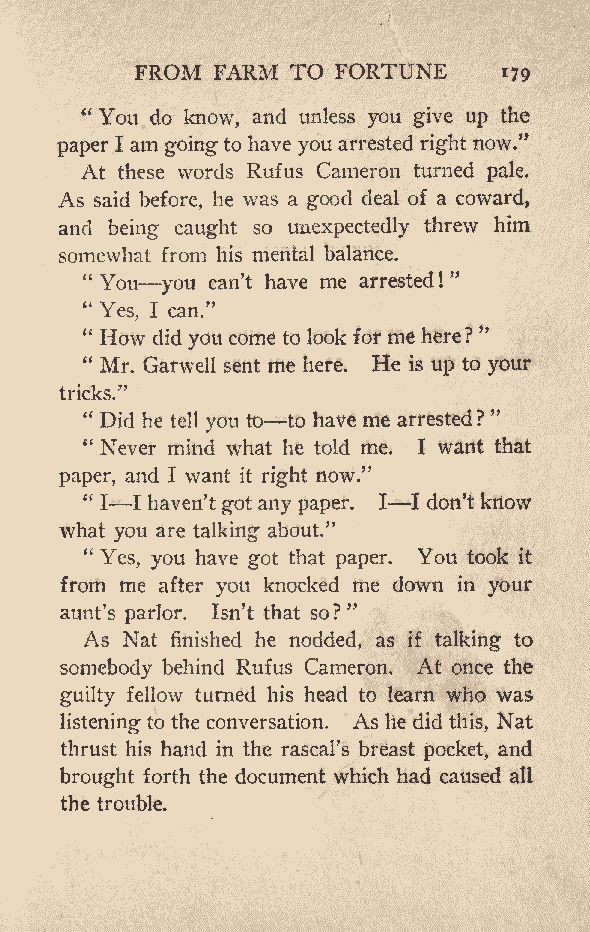 FROM FARM TO FORTUNE 179
“ You do know, and unless you give up the
paper I am going to have you arrested right now.”
At these words Rufus Cameron turned pale.
As said before, he was a good deal of a coward,
and being caught so unexpectedly threw him
somewhat from his mental balance.
“ You—you can’t have me arrested! ”
“ Yes, I can.”
“ How did you come to look for me here? ”
“ Mr. Garwell sent me here. He is up to your
tricks.”
“ Did he tell you to—to have me arrested? ”
“ Never mind what he told me. I want that
paper, and I want it right now.”
“ I—I haven’t got any paper. I—I don’t know
what you are talking about.”
“ Yes, you have got that paper. You took it
from me after you knocked me down in your
aunt’s parlor. Isn’t that so? ”
As Nat finished he nodded, as if talking to
somebody behind Rufus Cameron. At once the
guilty fellow turned his head to learn who was
listening to the conversation. As he did this, Nat
thrust his hand in the rascal’s breast pocket, and
brought forth the document which had caused all
the trouble.